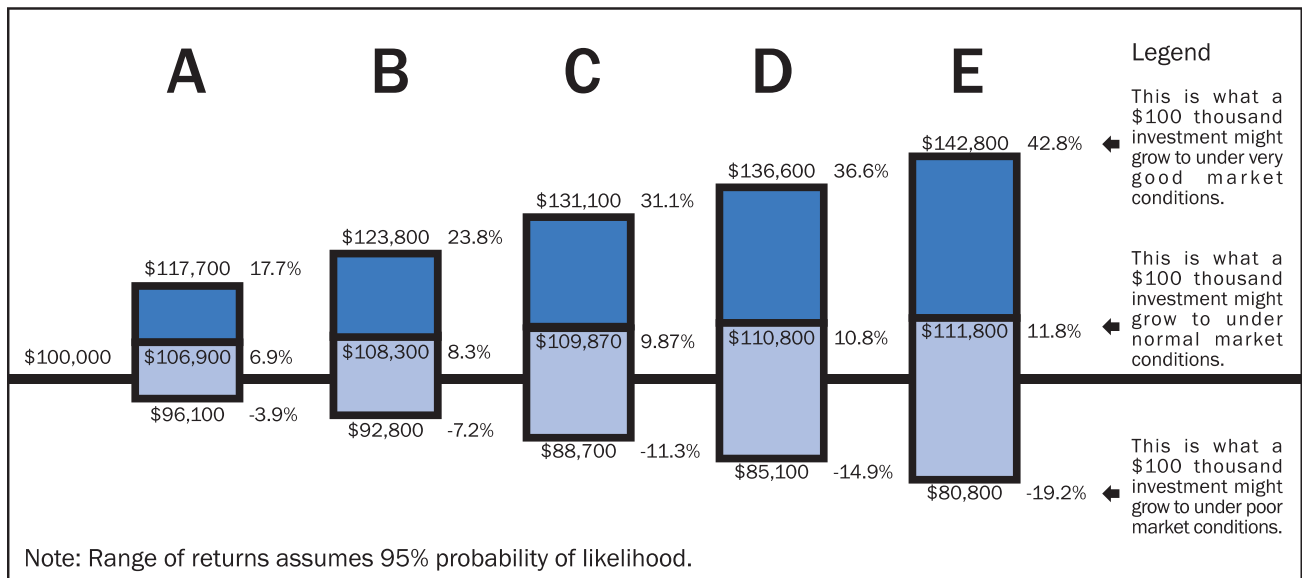 A B C D E
Legend
This is what a
$100 thousand
investment might
grow to under very
good market
conditions.
$142,800 42.8%
$136,600 36.6%
$131,100 31.1%
$123,800 23.8%
$117,700 17.7%
This is what a
$100 thousand
investment might
grow to under
normal market
conditions.
$100,000 $106,900 6.9% $108,300 8.3% $109,870 9.87% $110,800 10.8% $111,800 11.8%
$96,100 -3.9%
$92,800 -7.2%
$88,700 -11.3%
$85,100 -14.9%
$80,800 -19.2%
This is what a
$100 thousand
investment might
grow to under poor
market conditions.
Note: Range of returns assumes 95% probability of likelihood.